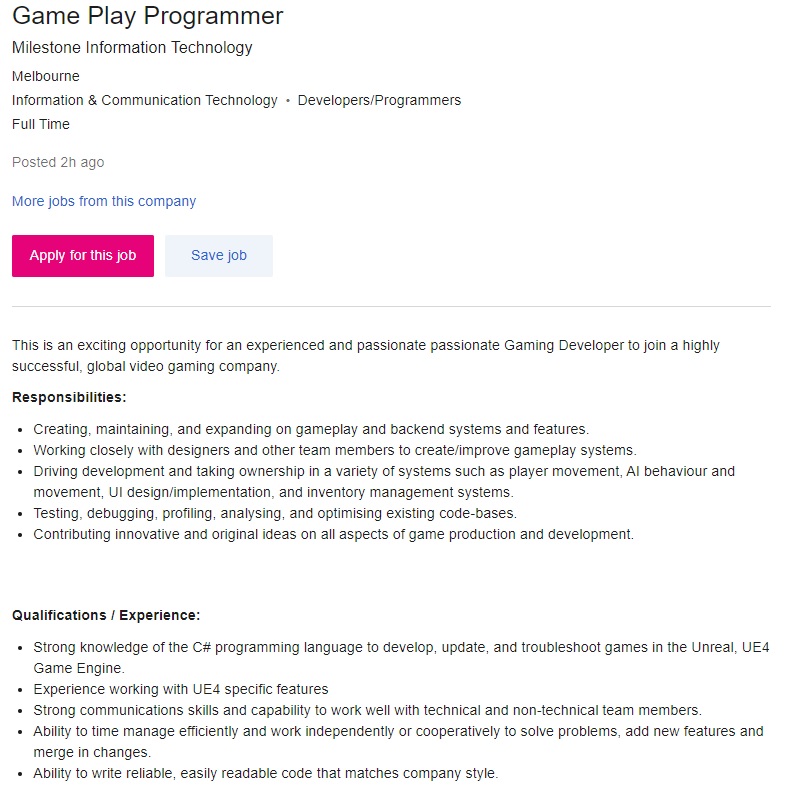 Game Play Programmer
Milestone Information Technology
Melbourne
Information & Communication Technology • Developers/Programmers
Full Time
Posted 2h ago
More jobs from this company
Apply for this job Save job
This is an exciting opportunity for an experienced and passionate passionate Gaming Developer to join a highly
successful, global video gaming company.
Responsibilities:
• Creating, maintaining, and expanding on gameplay and backend systems and features.
• Working closely with designers and other team members to create/improve gameplay systems.
• Driving development and taking ownership in a variety of systems such as player movement, AI behaviour and
movement, UI design/implementation, and inventory management systems.
• Testing, debugging, profiling, analysing, and optimising existing code-bases.
• Contributing innovative and original ideas on all aspects of game production and development.
Qualifications / Experience:
• Strong knowledge of the C# programming language to develop, update, and troubleshoot games in the Unreal, UE4
Game Engine.
• Experience working with UE4 specific features
• Strong communications skills and capability to work well with technical and non-technical team members.
• Ability to time manage efficiently and work independently or cooperatively to solve problems, add new features and
merge in changes.
• Ability to write reliable, easily readable code that matches company style.